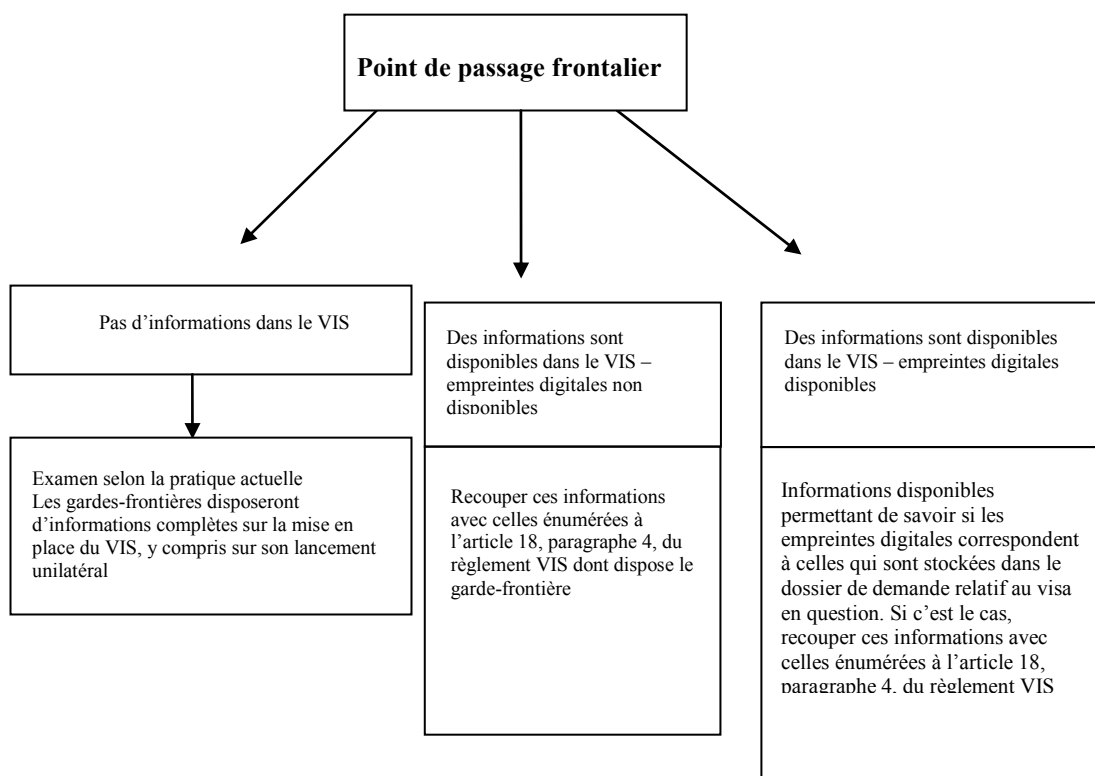 Point de passage frontalier
Pas d’informations dans le VIS
Examen selon la pratique actuelle
Les gardes-frontières disposeront
d’informations complètes sur la mise en
place du VIS, y compris sur son lancement
unilatéral
Des informations sont
disponibles dans le VIS –
empreintes digitales non
disponibles
Recouper ces informations
avec celles énumérées à
l’article 18, paragraphe 4, du
règlement VIS dont dispose le
garde-frontière
Des informations sont disponibles
dans le VIS – empreintes digitales
disponibles
Informations disponibles
permettant de savoir si les
empreintes digitales correspondent
à celles qui sont stockées dans le
dossier de demande relatif au visa
en question. Si c’est le cas,
recouper ces informations avec
celles énumérées à l’article 18,
paragraphe 4, du règlement VIS